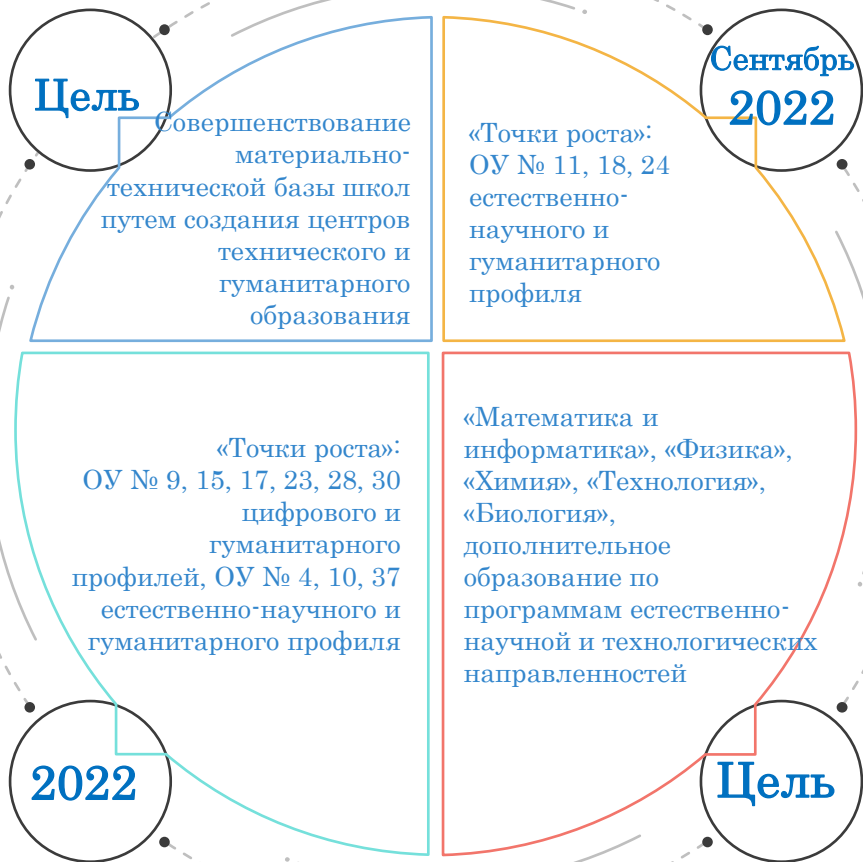 Цель
Совершенствование
материально-
технической базы школ
путем создания центров
технического и
гуманитарного
образования
Сентябрь
2022
«Точки роста»:
ОУ № 11, 18, 24
естественно-
научного и
гуманитарного
профиля
«Точки роста»:
ОУ № 9, 15, 17, 23, 28, 30
цифрового и
гуманитарного
профилей, ОУ № 4, 10, 37
естественно-научного и
гуманитарного профиля
2022
«Математика и
информатика», «Физика»,
«Химия», «Технология»,
«Биология»,
дополнительное
образование по
программам естественно-
научной и технологических
направленностей
Цель